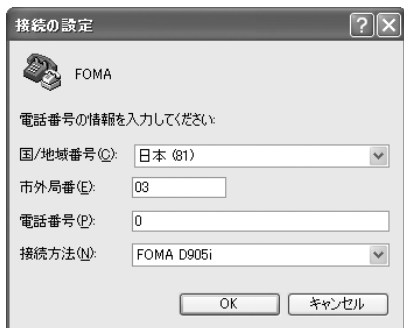 接続の設定
FOMA
電話番号の情報を入力してください:
国/地域番号(C): 日本 (81)
市外局番(E): 03
電話番号(P): 0
接続方法(N): FOMA D905i
OK キャンセル